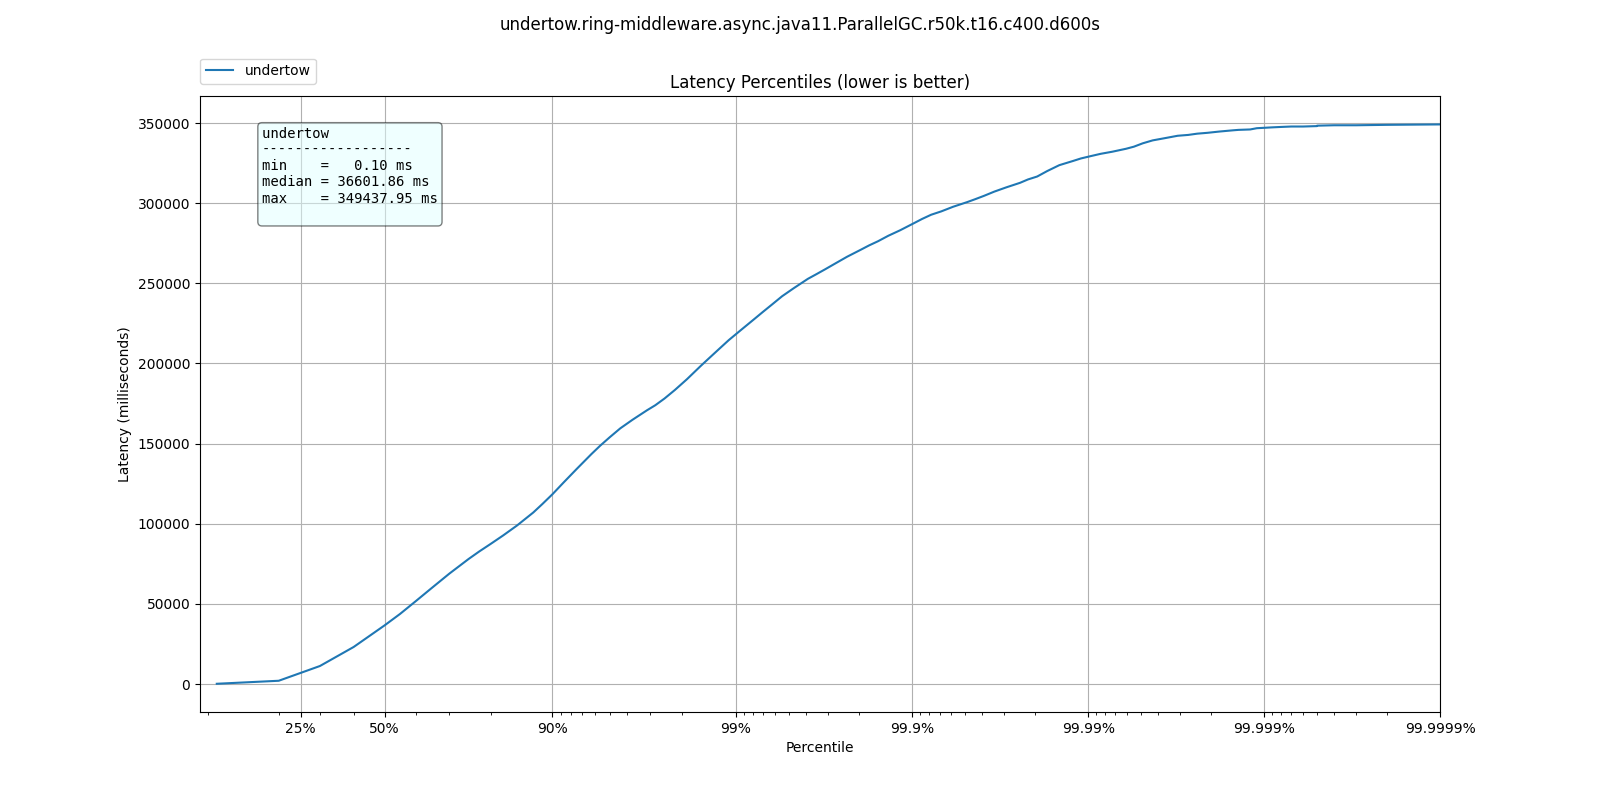 undertow.ring-middleware.async.java11.ParallelGC.r50k.t16.c400.d600s
undertow
Latency Percentiles (lower is better)
undertow
------------------
min    =   0.10 ms
median = 36601.86 ms
max    = 349437.95 ms
350000
300000
250000
200000
150000
100000
50000
0
Latency (milliseconds)
25% 50% 90% 99% 99.9% 99.99% 99.999% 99.9999%
Percentile